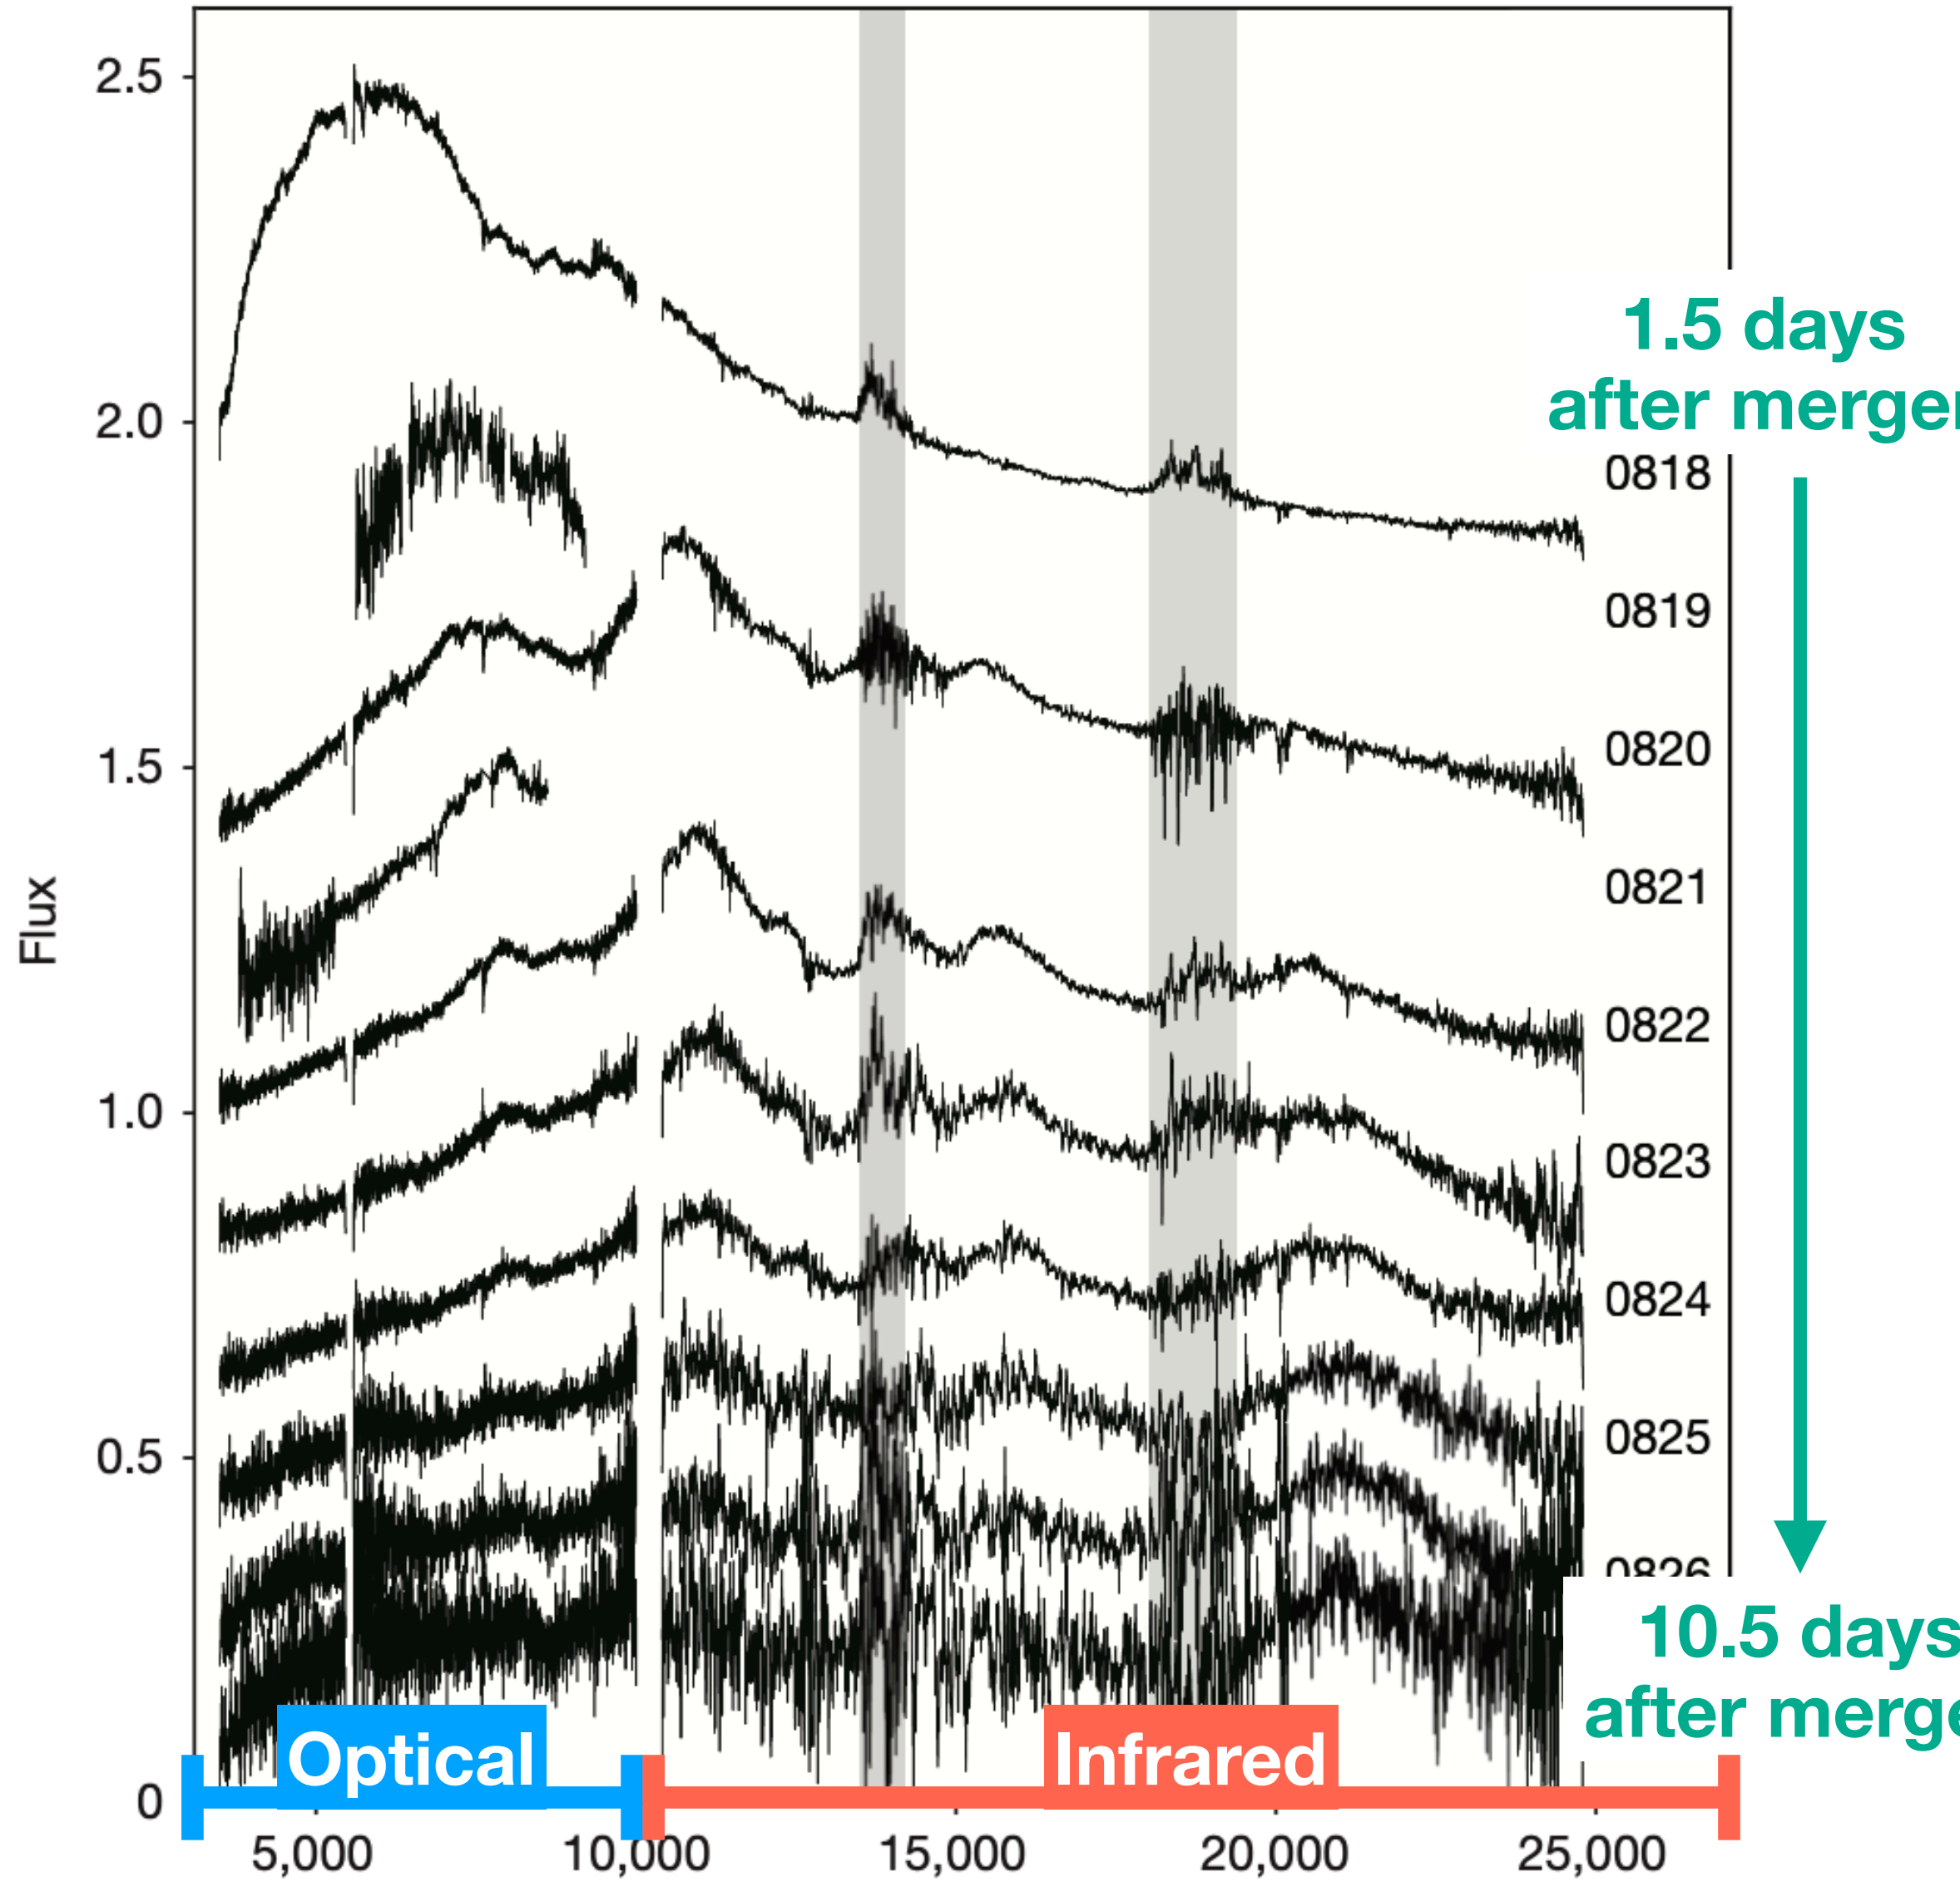 2.5
1.5 days
after merger
2.0
0818
0819
0820
1.5
0821
Flux
0822
1.0
0823
0824
0825
0.5
0826
10.5 days
after merge
Optical
Infrared
0
5,000
10,000
15,000
20,000
25,000